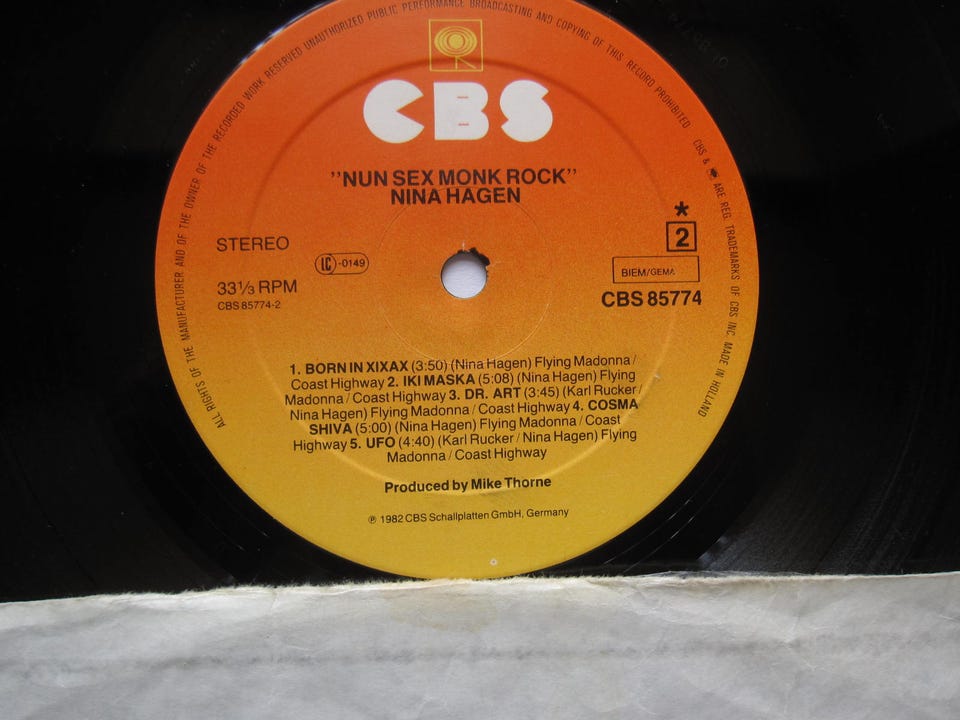 ALL RIGHTS OF THE MANUFACTURER AND OF THE OWNER OF THE RECORDED WORK RESERVED UNAUTHORIZED PUBLIC PERFORMANCE BROADCASTING AND COPYING OF THIS RECORD PROHIBITED CBS & ARE REG. TRADEMARKS OF CBS INC. MADE IN HOLLAND
CBS
"NUN SEX MONK ROCK"
NINA HAGEN
STEREO
LC -0149
33⅓ RPM
CBS 85774-2
*
2
BIEM/GEMA
CBS 85774
1. BORN IN XIXAX (3:50) (Nina Hagen) Flying Madonna /
Coast Highway 2. IKI MASKA (5:08) (Nina Hagen) Flying
Madonna / Coast Highway 3. DR. ART (3:45) (Karl Rucker /
Nina Hagen) Flying Madonna / Coast Highway 4. COSMA
SHIVA (5:00) (Nina Hagen) Flying Madonna / Coast
Highway 5. UFO (4:40) (Karl Rucker / Nina Hagen) Flying
Madonna / Coast Highway
Produced by Mike Thorne
℗ 1982 CBS Schallplatten GmbH, Germany